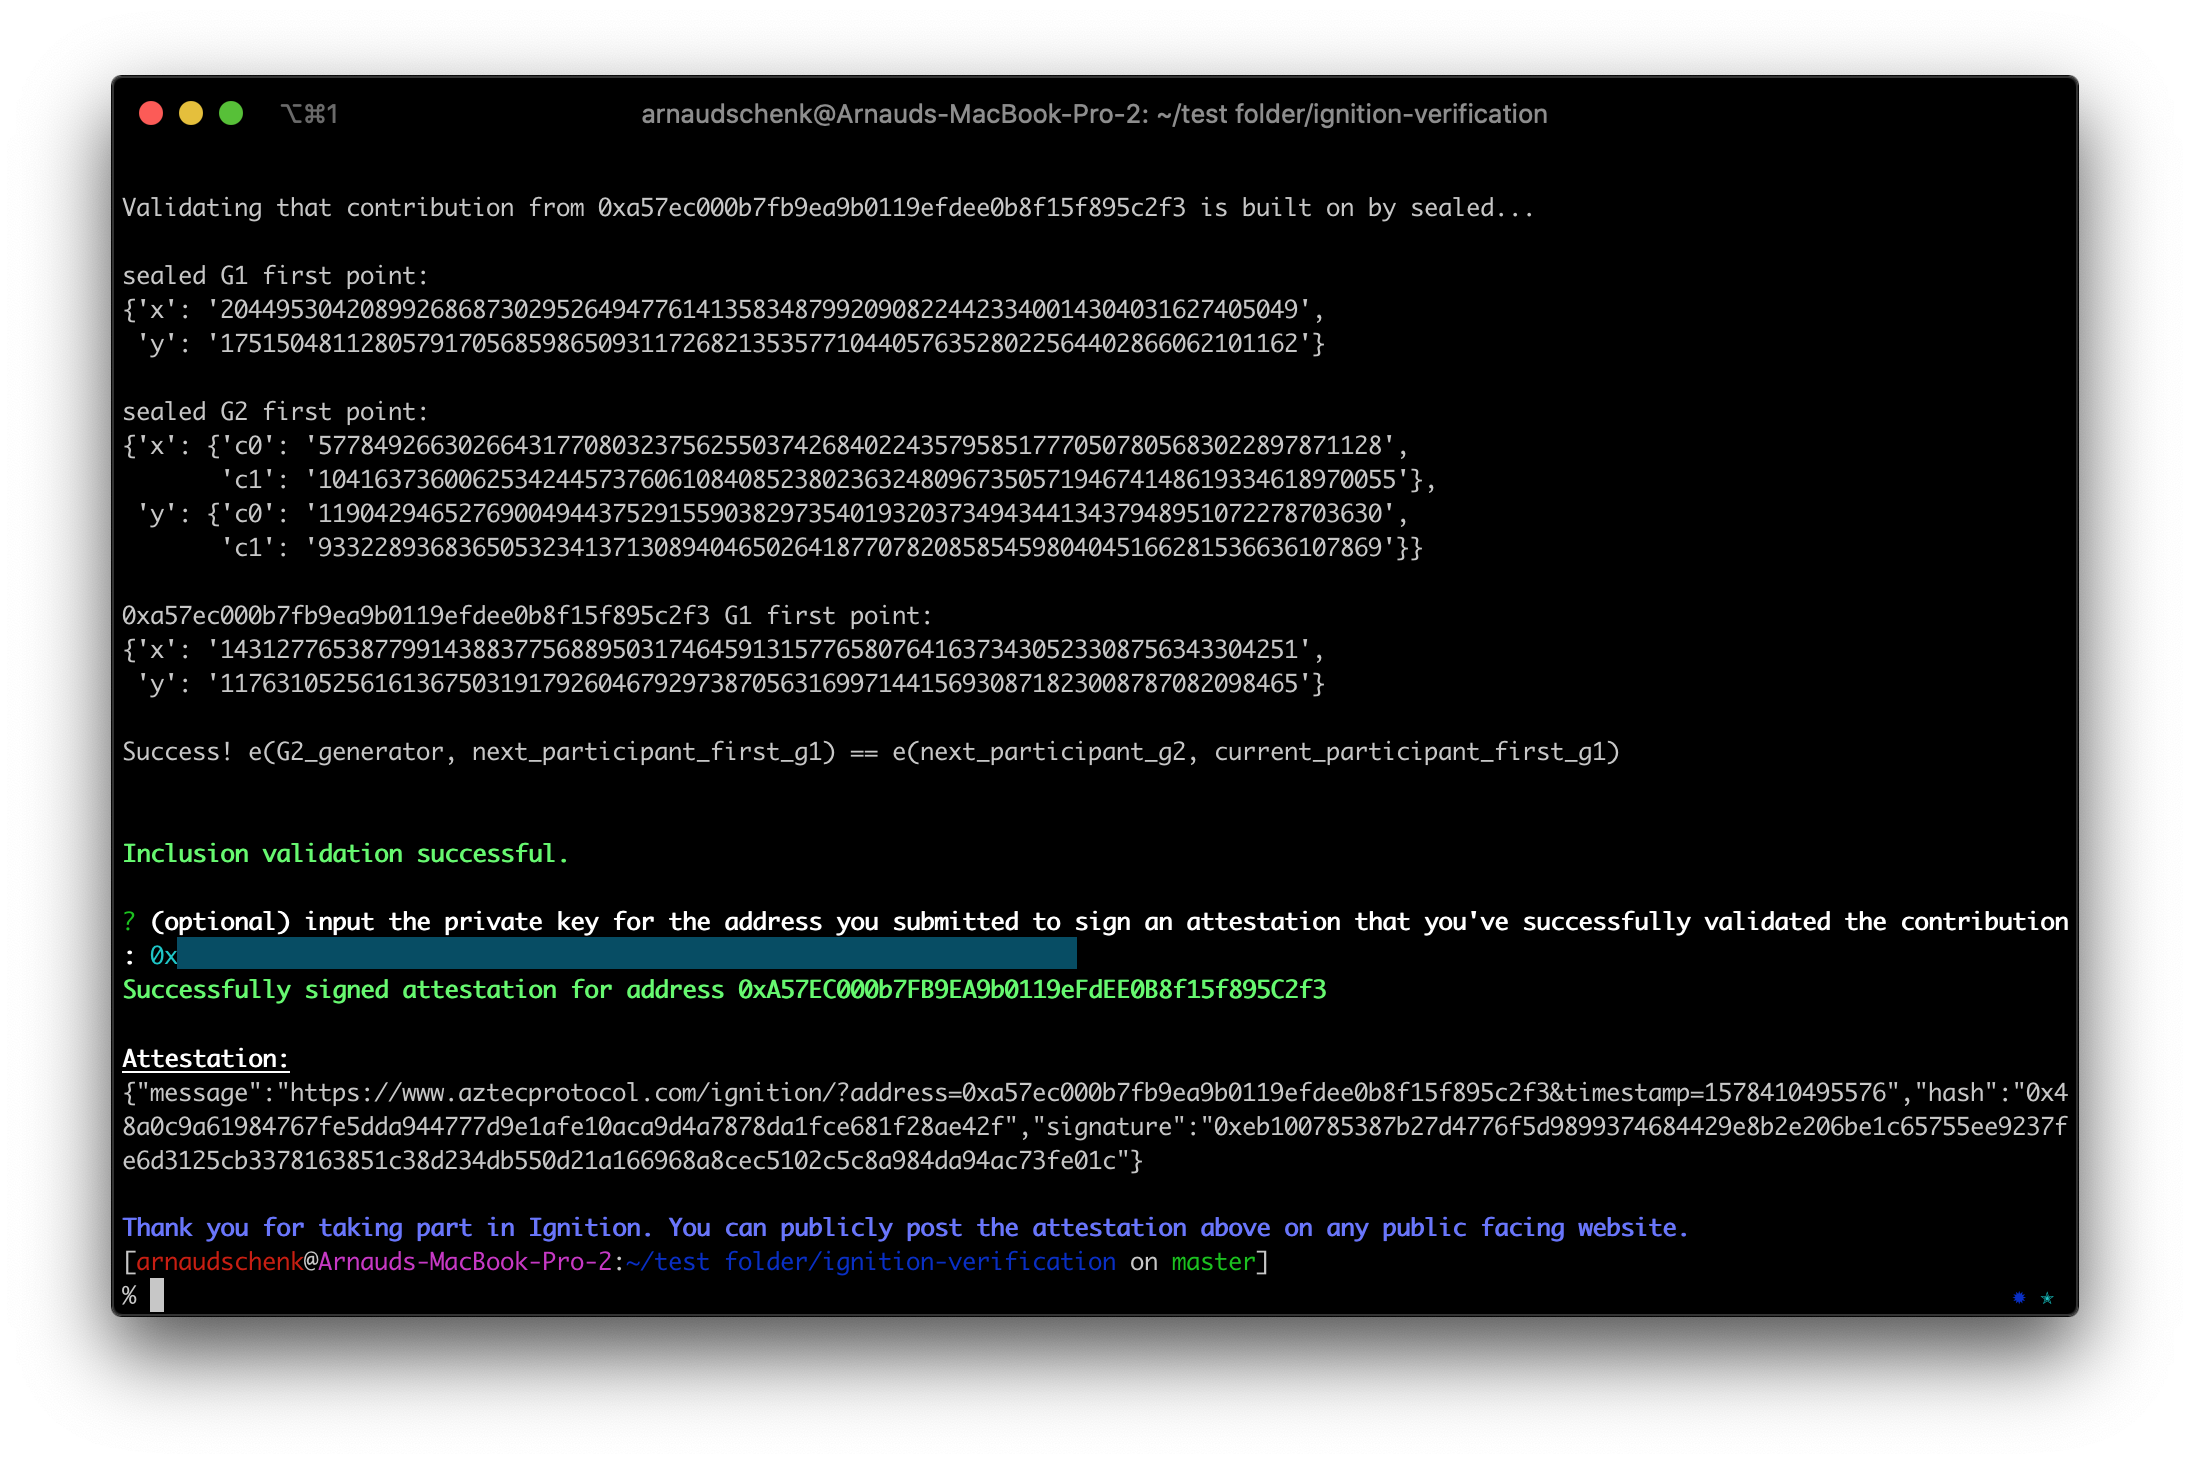 ⌥⌘1
arnaudschenk@Arnauds-MacBook-Pro-2: ~/test folder/ignition-verification
Validating that contribution from 0xa57ec000b7fb9ea9b0119efdee0b8f15f895c2f3 is built on by sealed...
sealed G1 first point:
{'x': '20449530420899268687302952649477614135834879920908224423340014304031627405049',
'y': '17515048112805791705685986509311726821353577104405763528022564402866062101162'}
sealed G2 first point:
{'x': {'c0': '5778492663026643177080323756255037426840224357958517770507805683022897871128',
'c1': '10416373600625342445737606108408523802363248096735057194674148619334618970055'},
'y': {'c0': '11904294652769004944437529155903829735401932037349434413437948951072278703630',
'c1': '9332289368365053234137130894046502641877078208585459804045166281536636107869'}}
0xa57ec000b7fb9ea9b0119efdee0b8f15f895c2f3 G1 first point:
{'x': '14312776538779914388377568895031746459131577658076416373430523308756343304251',
'y': '11763105256161367503191792604679297387056316997144156930871823008787082098465'}
Success! e(G2_generator, next_participant_first_g1) == e(next_participant_g2, current_participant_first_g1)
Inclusion validation successful.
? (optional) input the private key for the address you submitted to sign an attestation that you've successfully validated the contribution
: 0x
Successfully signed attestation for address 0xA57EC000b7FB9EA9b0119eFdEE0B8f15f895C2f3
Attestation:
{"message":"https://www.aztecprotocol.com/ignition/?address=0xa57ec000b7fb9ea9b0119efdee0b8f15f895c2f3&timestamp=1578410495576","hash":"0x4
8a0c9a61984767fe5dda944777d9e1afe10aca9d4a7878da1fce681f28ae42f","signature":"0xeb100785387b27d4776f5d9899374684429e8b2e206be1c65755ee9237f
e6d3125cb3378163851c38d234db550d21a166968a8cec5102c5c8a984da94ac73fe01c"}
Thank you for taking part in Ignition. You can publicly post the attestation above on any public facing website.
[arnaudschenk@Arnauds-MacBook-Pro-2:~/test folder/ignition-verification on master]
%